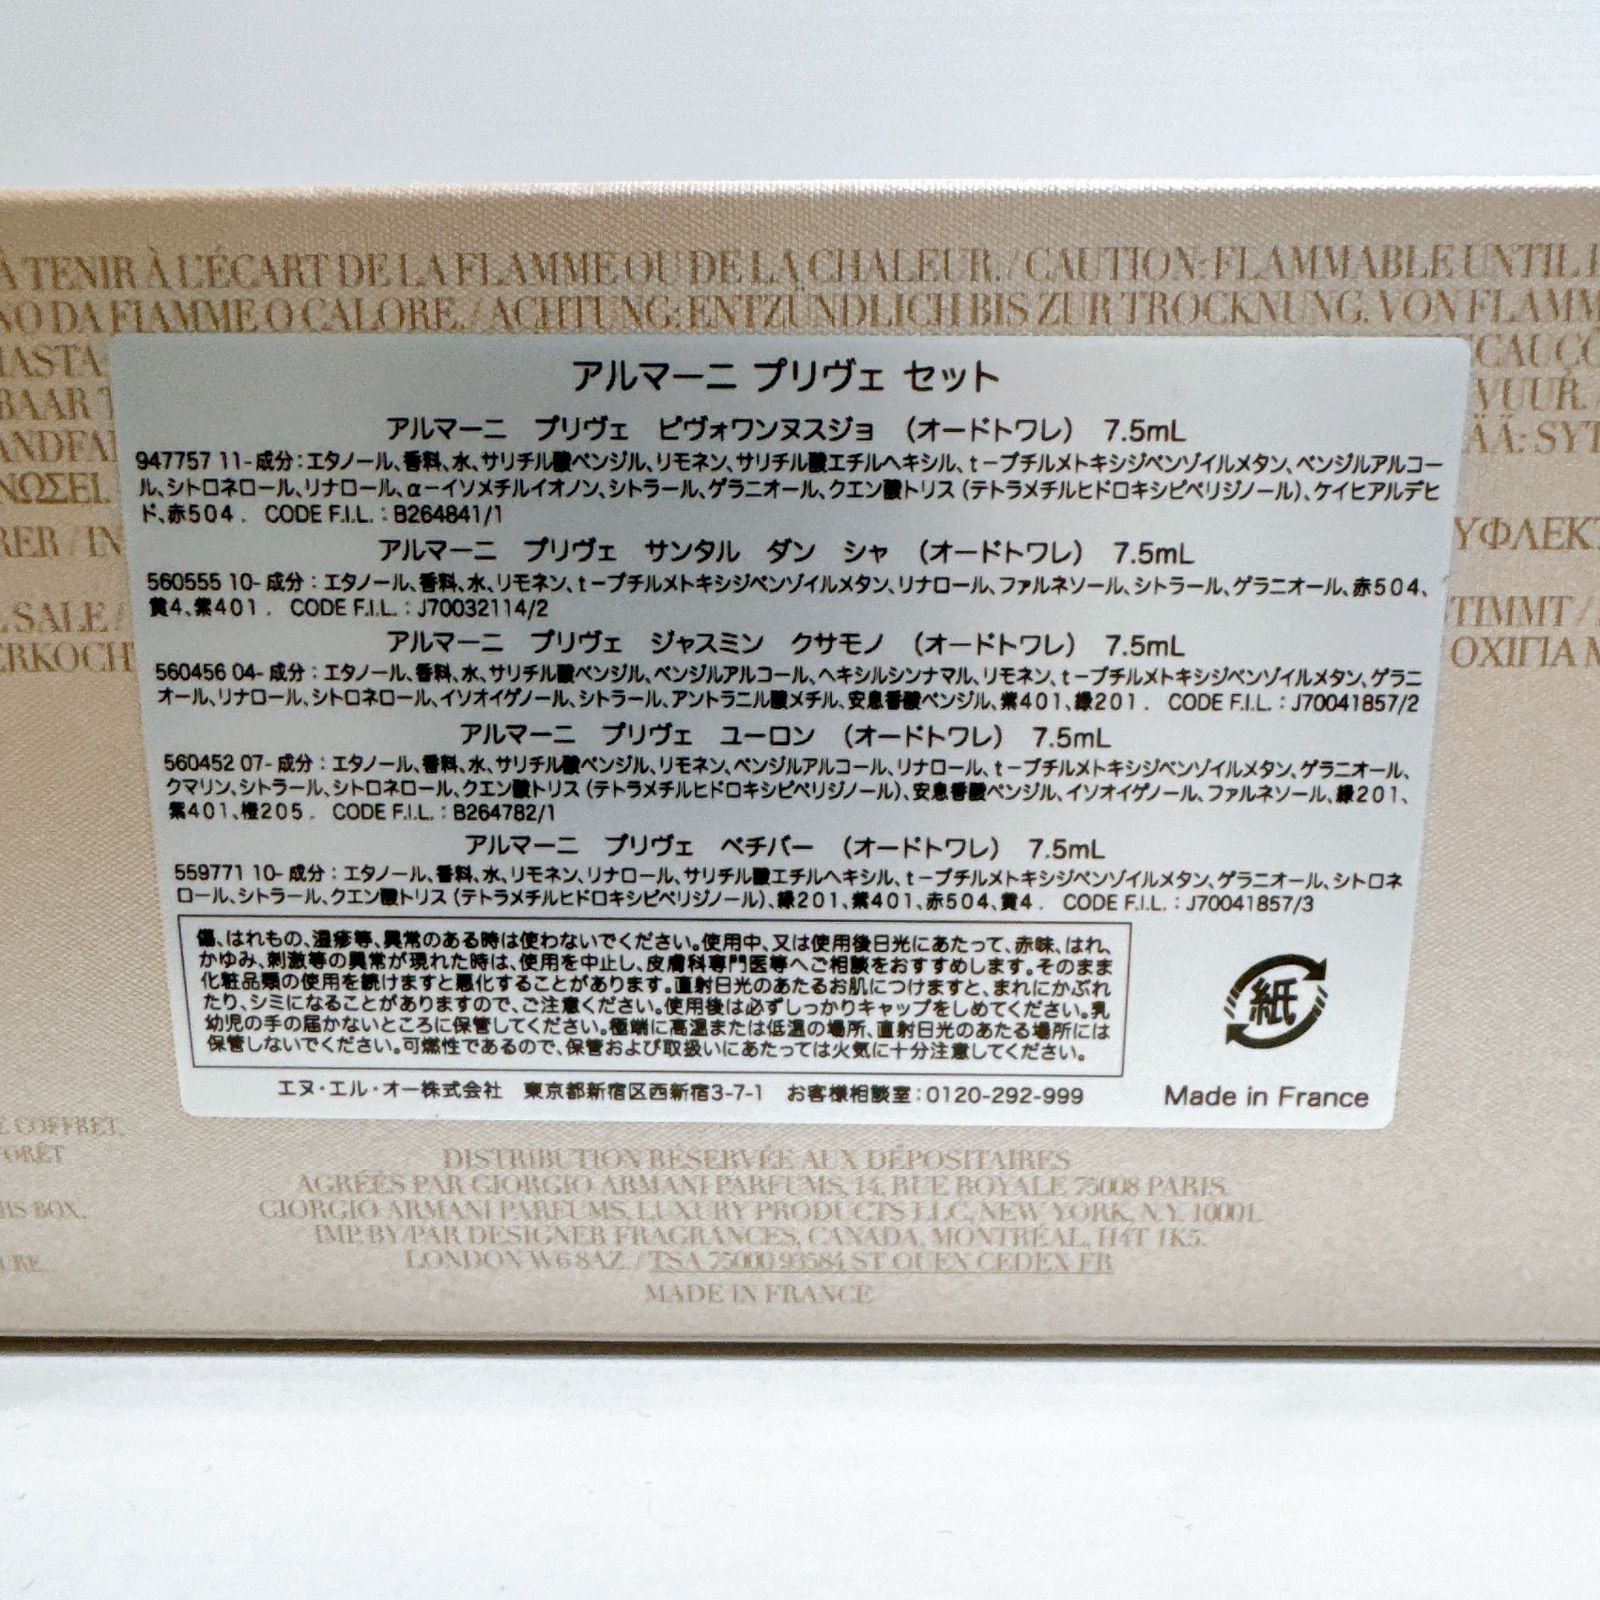 À TENIR À L'ÉCART DE LA FLAMME OU DE LA CHALEUR. / CAUTION: FLAMMABLE UNTIL
NO DA FIAMME O CALORE. / ACHTUNG: ENTZÜNDLICH BIS ZUR TROCKNUNG. VON FLAMM
HASTA
CAUÇÃ
BAAR
VUUR.
ANDFA
ÄÄ: SYT
ΝΩΣΕΙ
RER / IN
ΥΦΛΕΚΤ
SALE /
STIMMT /
ERKOCH
ΟΧΙΓΙΑ
アルマーニ プリヴェ セット
アルマーニ プリヴェ ピヴォワンヌスジョ (オードトワレ) 7.5mL
947757 11-成分:エタノール、香料、水、サリチル酸ベンジル、リモネン、サリチル酸エチルヘキシル、t-ブチルメトキシジベンゾイルメタン、ベンジルアルコー
ル、シトロネロール、リナロール、α-イソメチルイオノン、シトラール、ゲラニオール、クエン酸トリス(テトラメチルヒドロキシピペリジノール)、ケイヒアルデヒ
ド、赤504. CODE F.I.L.:B264841/1
アルマーニ プリヴェ サンタル ダン シャ (オードトワレ) 7.5mL
560555 10-成分:エタノール、香料、水、リモネン、t-ブチルメトキシジベンゾイルメタン、リナロール、ファルネソール、シトラール、ゲラニオール、赤504、
黄4、紫401. CODE F.I.L.:J70032114/2
アルマーニ プリヴェ ジャスミン クサモノ (オードトワレ) 7.5mL
560456 04-成分:エタノール、香料、水、サリチル酸ベンジル、ベンジルアルコール、ヘキシルシンナマル、リモネン、t-ブチルメトキシジベンゾイルメタン、ゲラニ
オール、リナロール、シトロネロール、イソオイゲノール、シトラール、アントラニル酸メチル、安息香酸ベンジル、紫401、緑201. CODE F.I.L.:J70041857/2
アルマーニ プリヴェ ユーロン (オードトワレ) 7.5mL
560452 07-成分:エタノール、香料、水、サリチル酸ベンジル、リモネン、ベンジルアルコール、リナロール、t-ブチルメトキシジベンゾイルメタン、ゲラニオール、
クマリン、シトラール、シトロネロール、クエン酸トリス(テトラメチルヒドロキシピペリジノール)、安息香酸ベンジル、イソオイゲノール、ファルネソール、緑201、
紫401、橙205. CODE F.I.L.:B264782/1
アルマーニ プリヴェ ベチバー (オードトワレ) 7.5mL
559771 10-成分:エタノール、香料、水、リモネン、リナロール、サリチル酸エチルヘキシル、t-ブチルメトキシジベンゾイルメタン、ゲラニオール、シトロネ
ロール、シトラール、クエン酸トリス(テトラメチルヒドロキシピペリジノール)、緑201、紫401、赤504、黄4. CODE F.I.L.:J70041857/3
傷、はれもの、湿疹等、異常のある時は使わないでください。使用中、又は使用後日光にあたって、赤味、はれ、
かゆみ、刺激等の異常が現れた時は、使用を中止し、皮膚科専門医等へご相談をおすすめします。そのまま
化粧品類の使用を続けますと悪化することがあります。直射日光のあたるお肌につけますと、まれにかぶれ
たり、シミになることがありますので、ご注意ください。使用後は必ずしっかりキャップをしめてください。乳
幼児の手の届かないところに保管してください。極端に高温または低温の場所、直射日光のあたる場所には
保管しないでください。可燃性であるので、保管および取扱いにあたっては火気に十分注意してください。
紙
エヌ・エル・オー株式会社 東京都新宿区西新宿3-7-1 お客様相談室:0120-292-999
Made in France
COFFRET,
FORÊT
BOX,
DISTRIBUTION RÉSERVÉE AUX DÉPOSITAIRES
AGRÉÉS PAR GIORGIO ARMANI PARFUMS, 14, RUE ROYALE 75008 PARIS.
GIORGIO ARMANI PARFUMS, LUXURY PRODUCTS LLC, NEW YORK, N.Y. 10001.
IMP. BY/PAR DESIGNER FRAGRANCES, CANADA, MONTRÉAL, H4T 1K5.
LONDON W6 8AZ / TSA 75000 93584 ST OUEN CEDEX FR
MADE IN FRANCE